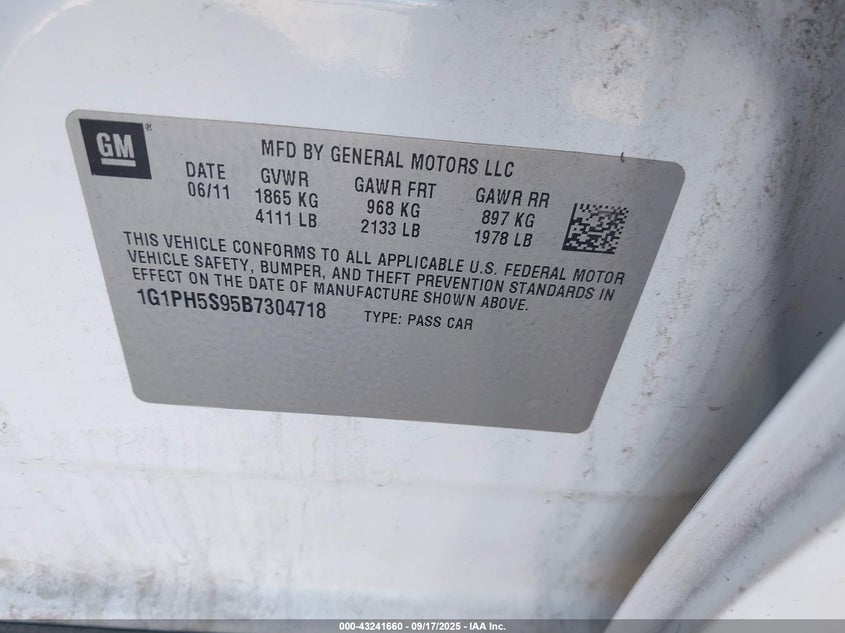 GM®
MFD BY GENERAL MOTORS LLC
DATE GVWR GAWR FRT GAWR RR
06/11 1865 KG 968 KG 897 KG
4111 LB 2133 LB 1978 LB
THIS VEHICLE CONFORMS TO ALL APPLICABLE U.S. FEDERAL MOTOR
VEHICLE SAFETY, BUMPER, AND THEFT PREVENTION STANDARDS IN
EFFECT ON THE DATE OF MANUFACTURE SHOWN ABOVE.
1G1PH5S95B7304718 TYPE: PASS CAR
000-43241660 - 09/17/2025 - IAA Inc.